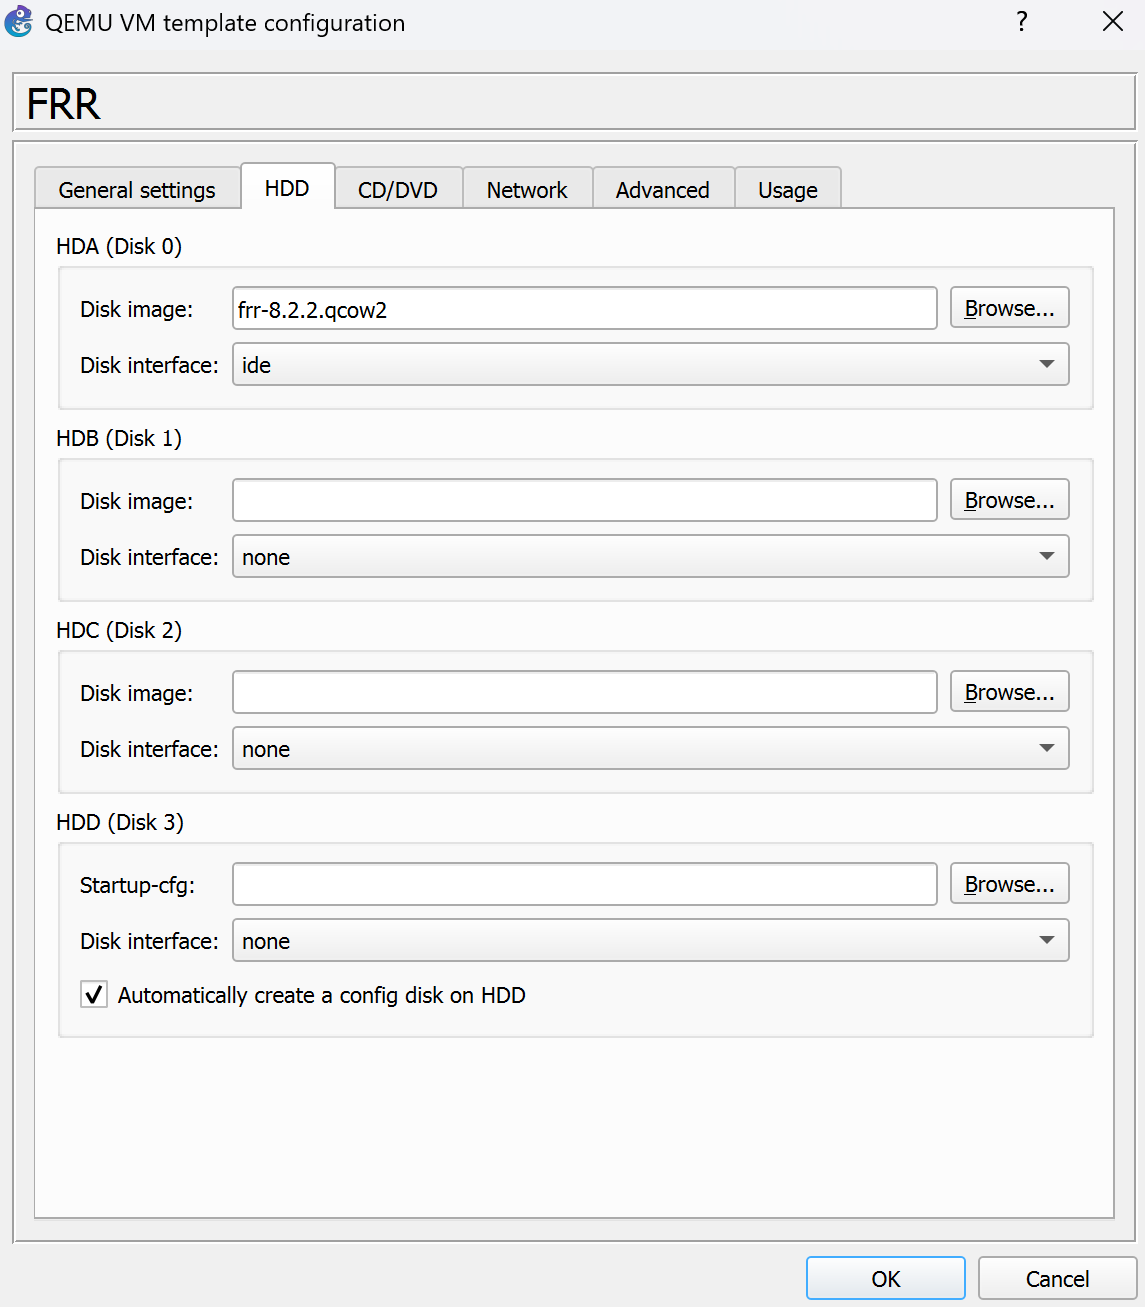 QEMU VM template configuration ?
FRR
General settings HDD CD/DVD Network Advanced Usage
HDA (Disk 0)
Disk image: frr-8.2.2.qcow2 Browse...
Disk interface: ide
HDB (Disk 1)
Disk image: Browse...
Disk interface: none
HDC (Disk 2)
Disk image: Browse...
Disk interface: none
HDD (Disk 3)
Startup-cfg: Browse...
Disk interface: none
Automatically create a config disk on HDD
OK Cancel